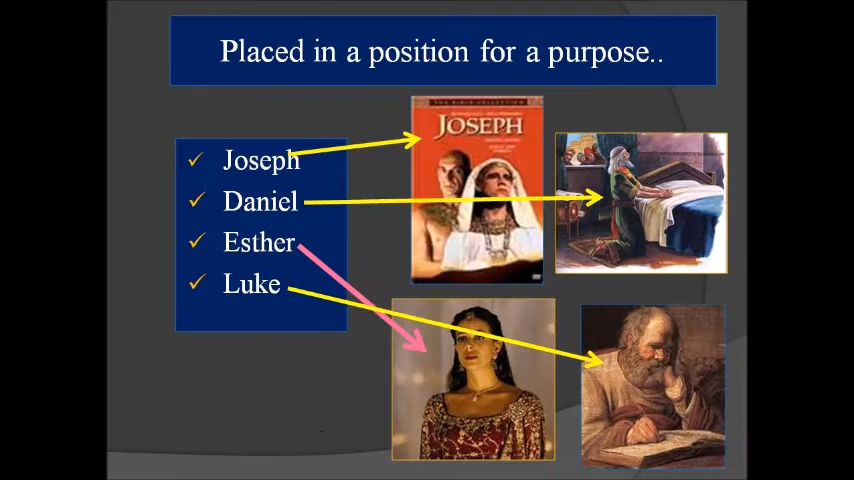 Placed in a position for a purpose..
Joseph
Daniel
Esther
Luke
THE BIBLE COLLECTION
JOSEPH